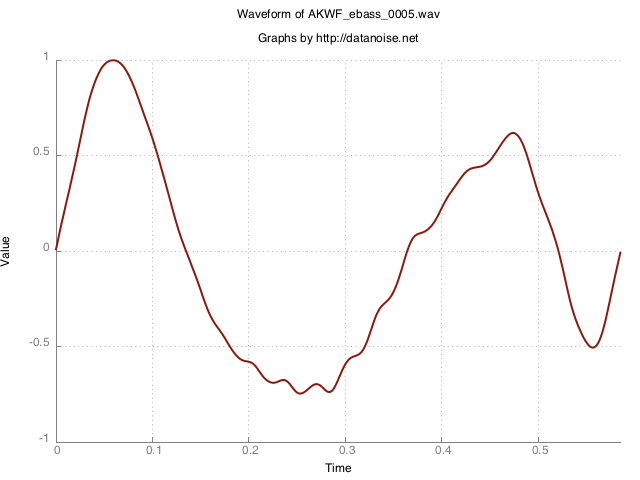 Waveform of AKWF_ebass_0005.wav
Graphs by http://datanoise.net
1
0.5
0
-0.5
-1
Value
0 0.1 0.2 0.3 0.4 0.5
Time